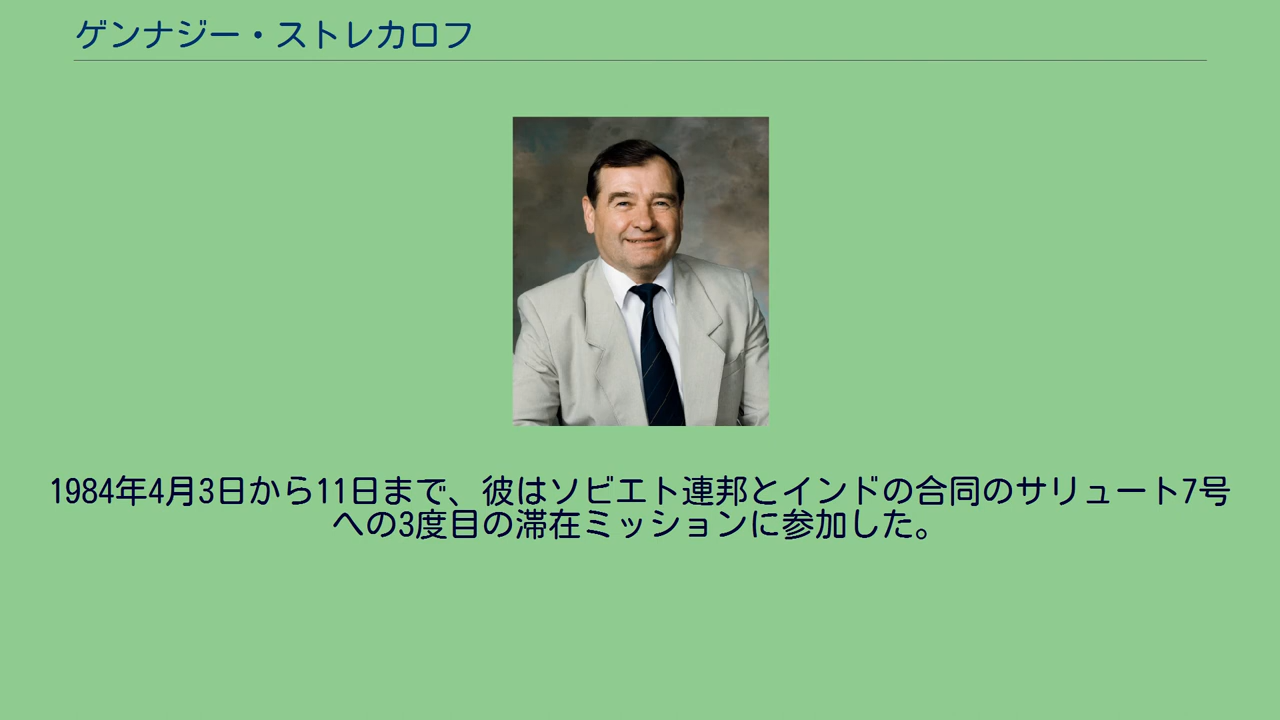 ゲンナジー・ストレカロフ
1984年4月3日から11日まで、彼はソビエト連邦とインドの合同のサリュート7号
への3度目の滞在ミッションに参加した。